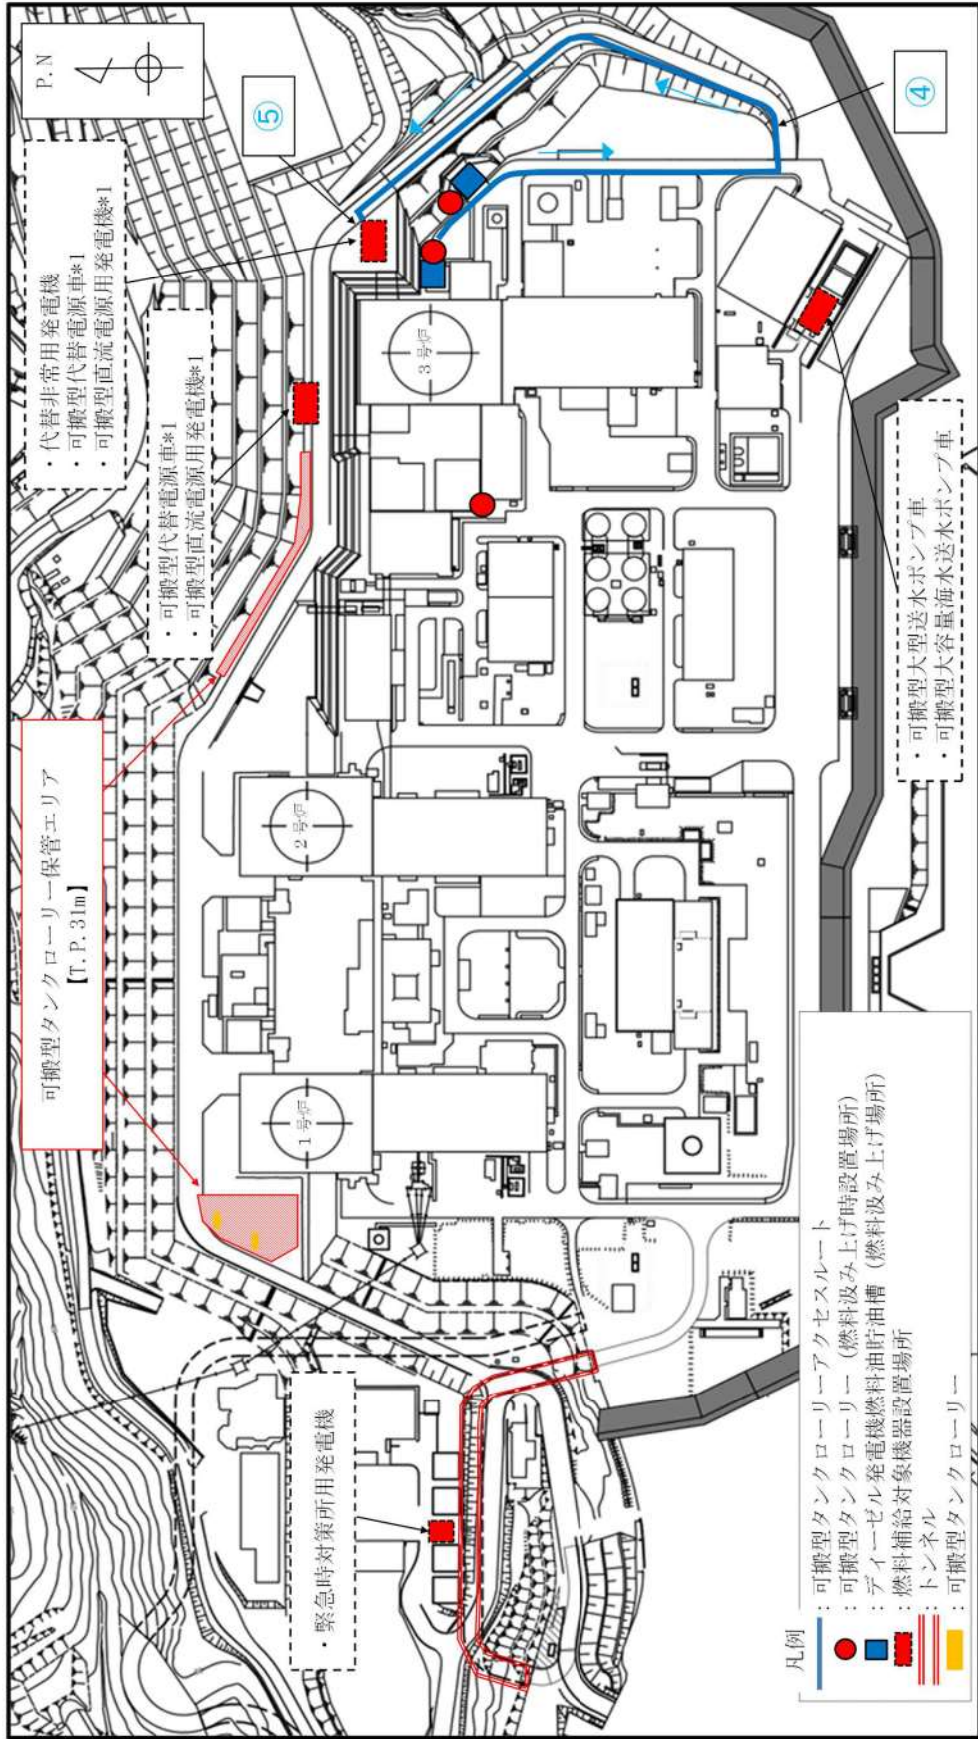 P.N
・代替非常用発電機
・可搬型代替電源車*1
・可搬型直流電源用発電機*1
⑤
・可搬型代替電源車*1
・可搬型直流電源用発電機*1
可搬型タンクローリー保管エリア
【T.P.31m】
④
3号炉
2号炉
1号炉
・可搬型大型送水ポンプ車
・可搬型大容量海水送水ポンプ車
・緊急時対策所用発電機
凡例
：可搬型タンクローリーアクセスルート
：可搬型タンクローリー（燃料汲み上げ時設置場所）
：ディーゼル発電機燃料油貯油槽（燃料汲み上げ場所）
：燃料補給対象機器設置場所
：トンネル
：可搬型タンクローリー